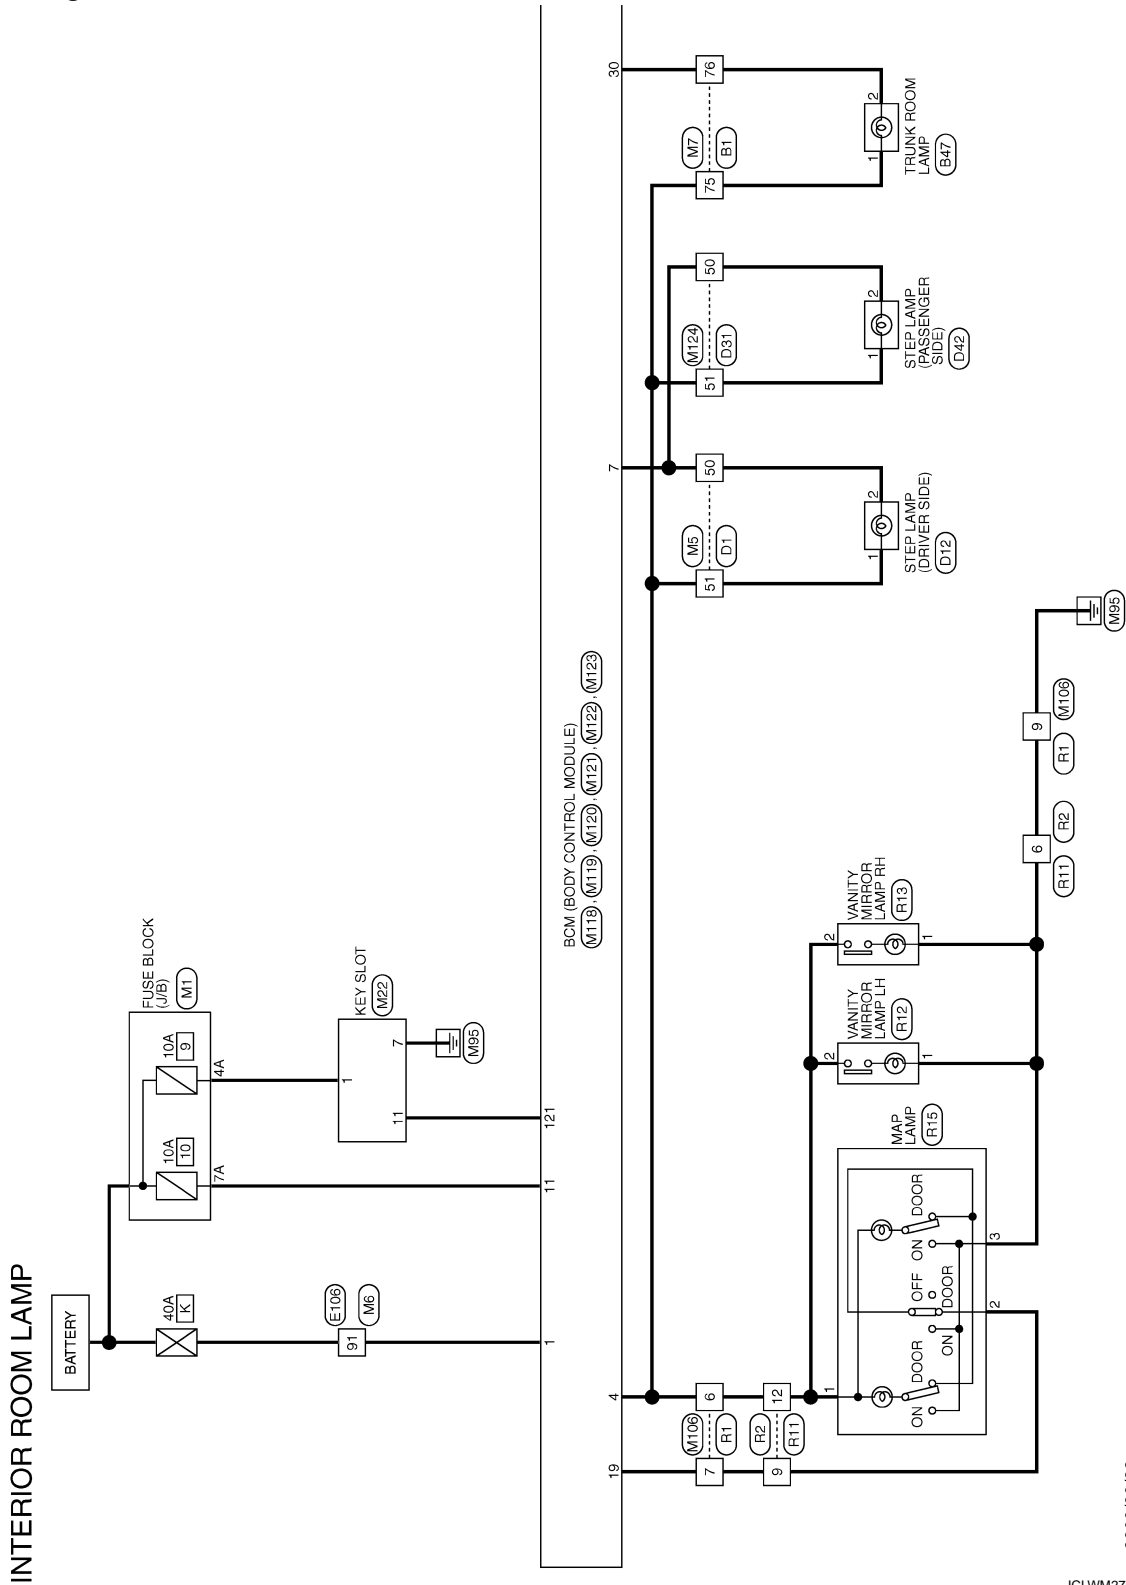 INTERIOR ROOM LAMP
BATTERY
40A
K
E106
M6
91
1
FUSE BLOCK
(J/B)
M1
10A
10
10A
9
7A
4A
11
KEY SLOT
M22
1
11
7
M95
121
BCM (BODY CONTROL MODULE)
M118 , M119 , M120 , M121 , M122 , M123
19
4
7
30
M106
R1
7
6
R2
R11
9
12
MAP
LAMP
R15
1
ON
DOOR
ON
DOOR
OFF
ON
DOOR
2
3
VANITY
MIRROR
LAMP LH
R12
2
1
VANITY
MIRROR
LAMP RH
R13
2
1
6
R11
R2
9
R1
M106
M95
M5
D1
51
50
1
2
STEP LAMP
(DRIVER SIDE)
D12
M124
D31
51
50
1
2
STEP LAMP
(PASSENGER
SIDE)
D42
M7
B1
75
76
1
2
TRUNK ROOM
LAMP
B47